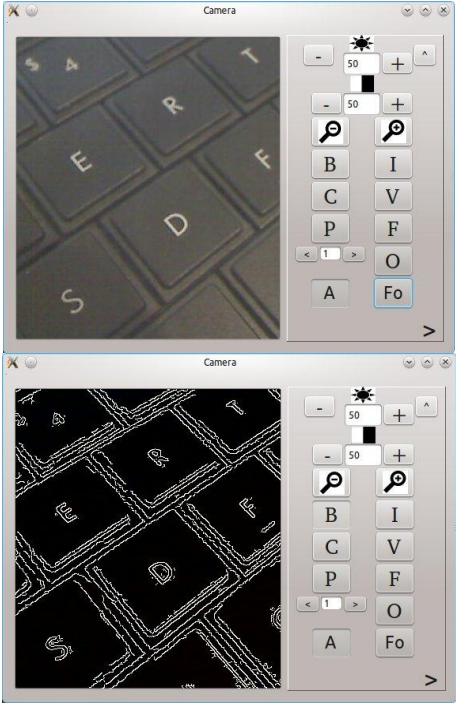 Camera
- 50 + ^
- 50 +
B I
C V
P F
< 1 > O
A Fo
>
$ 4
E R T
D F
S
Camera
- 50 + ^
- 50 +
B I
C V
P F
< 1 > O
A Fo
>
4
E R T
D F
S